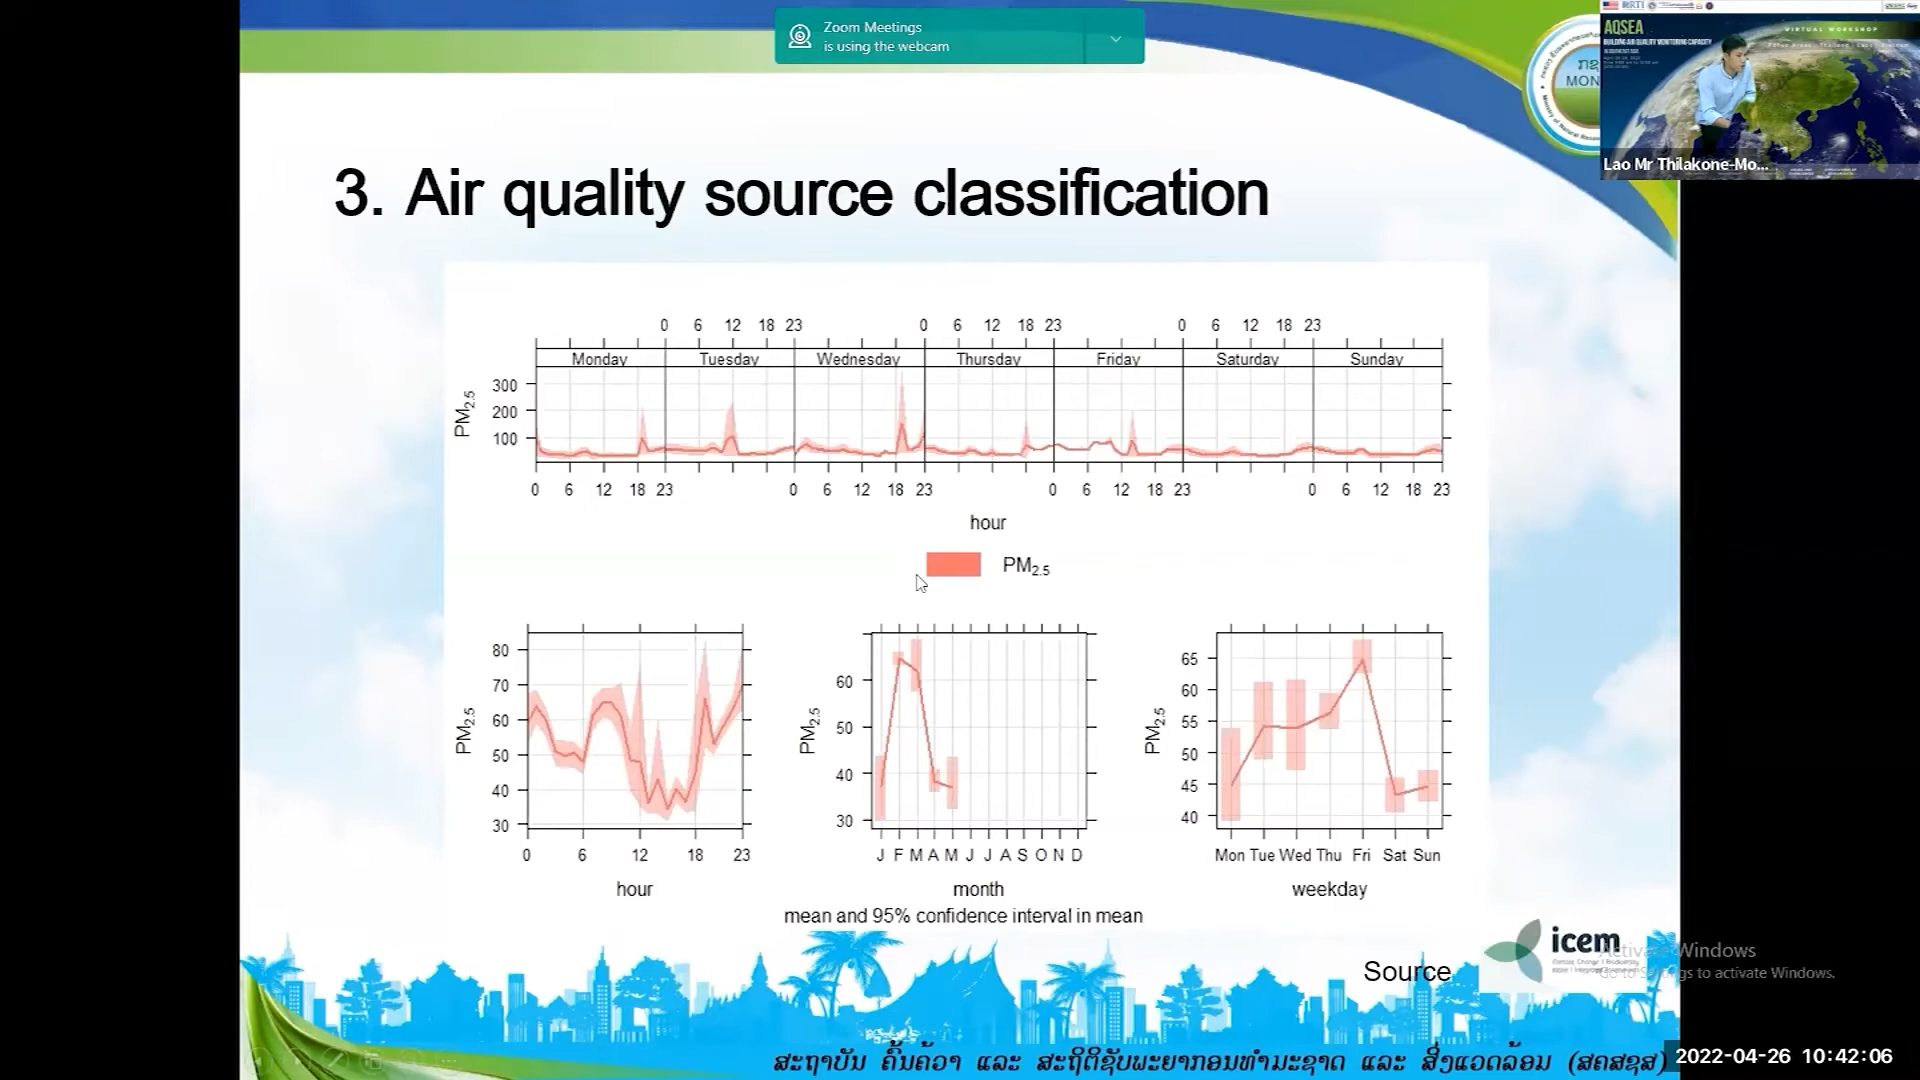 Zoom Meetings
is using the webcam
AQSEA
VIRTUAL WORKSHOP
BUILDING AIR QUALITY MONITORING CAPACITY
Lao Mr Thilakone-Mo...
3. Air quality source classification
0 6 12 18 23 0 6 12 18 23 0 6 12 18 23
Monday Tuesday Wednesday Thursday Friday Saturday Sunday
PM2.5
300
200
100
0 6 12 18 23 0 6 12 18 23 0 6 12 18 23 0 6 12 18 23
hour
PM2.5
PM2.5
80
70
60
50
40
30
0 6 12 18 23
hour
PM2.5
60
50
40
30
J F M A M J J A S O N D
month
PM2.5
65
60
55
50
45
40
Mon Tue Wed Thu Fri Sat Sun
weekday
mean and 95% confidence interval in mean
Source
icem
Activate Windows
Go to Settings to activate Windows.
ສະຖາບັນ ຄົ້ນຄ້ວາ ແລະ ສະຖິຕິຊັບພະຍາກອນທຳມະຊາດ ແລະ ສິ່ງແວດລ້ອມ (ສຄສຊສ)
2022-04-26 10:42:06